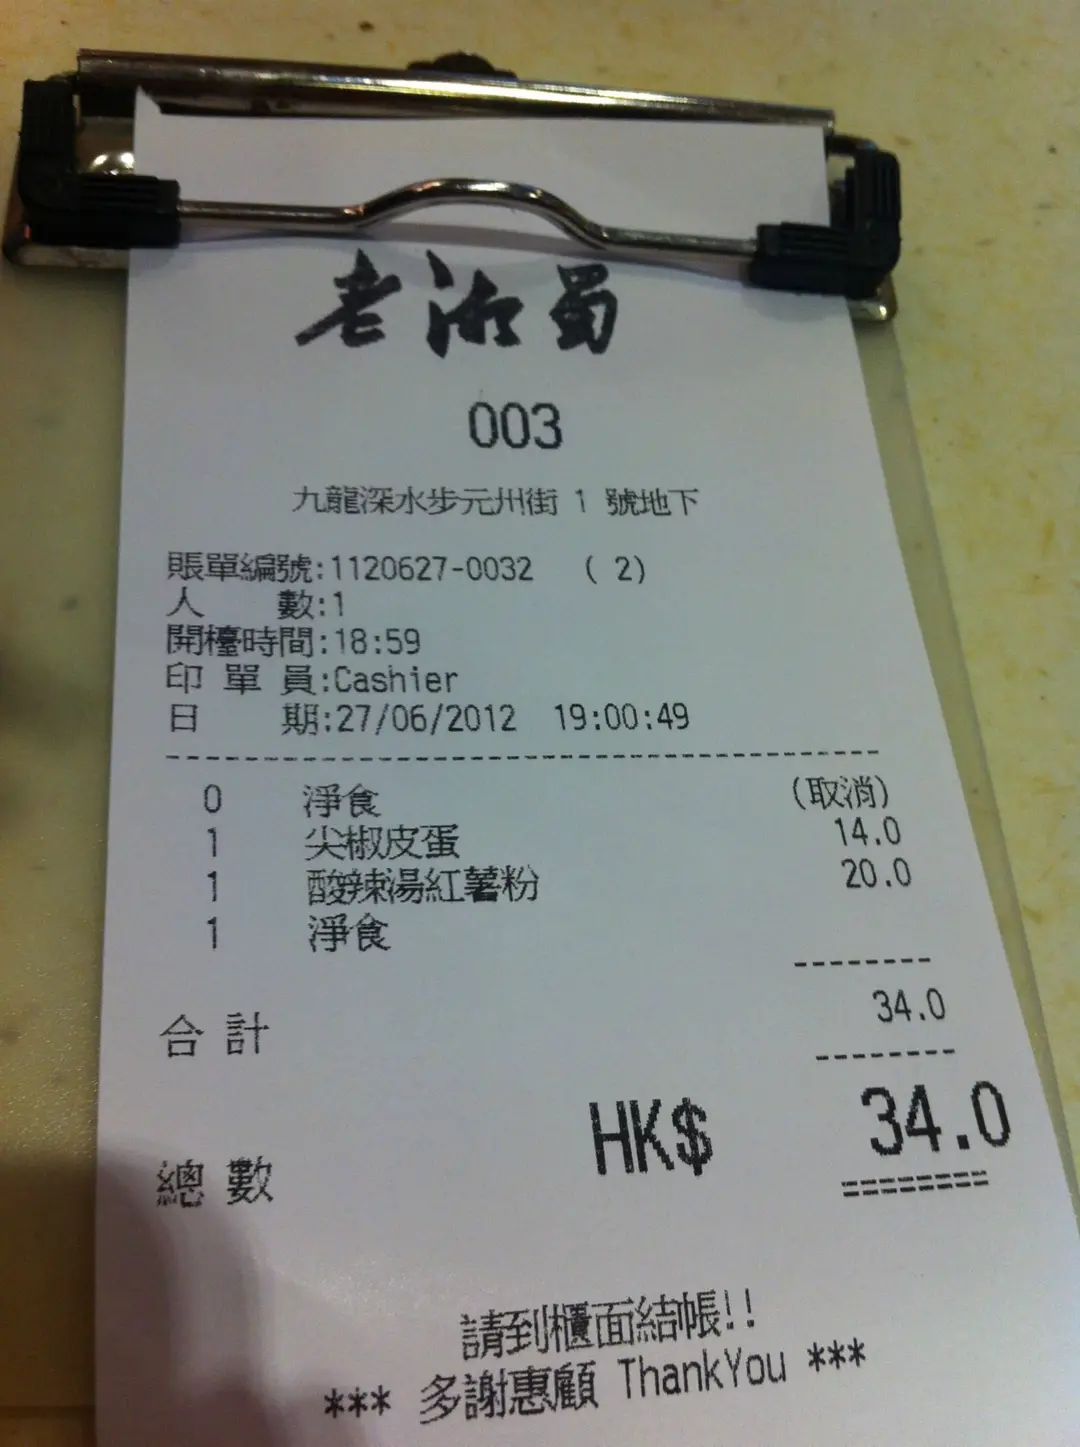 老湘蜀
003
九龍深水步元州街 1 號地下
賬單編號:1120627-0032 ( 2)
人 數:1
開檯時間:18:59
印 單 員:Cashier
日 期:27/06/2012 19:00:49
0 淨食 (取消)
1 尖椒皮蛋 14.0
1 酸辣湯紅薯粉 20.0
1 淨食
合 計 34.0
總 數 HK$ 34.0
請到櫃面結帳!!
*** 多謝惠顧 ThankYou ***